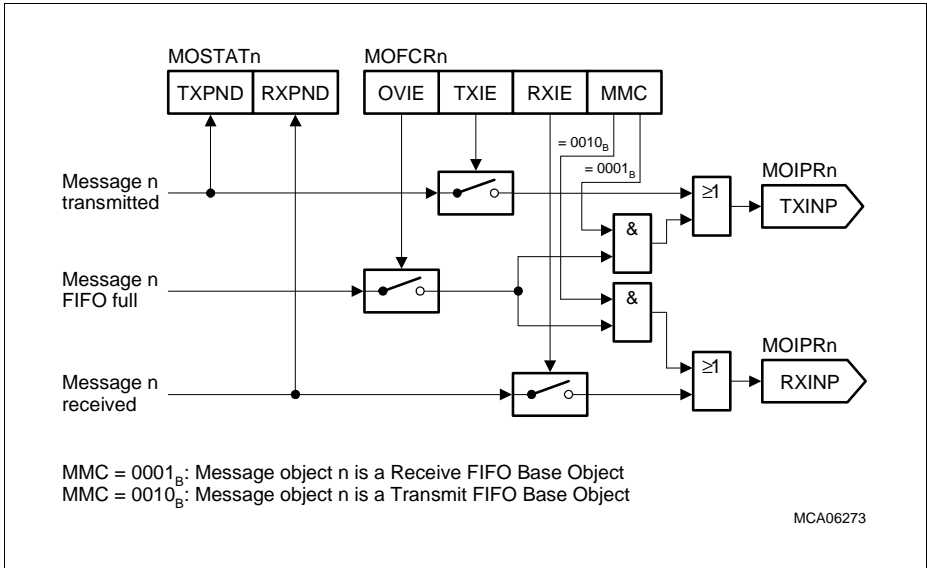 MOSTATn
MOFCRn
TXPND RXPND
OVIE TXIE RXIE MMC
= 0010B
= 0001B
Message n
transmitted
≥1
MOIPRn
TXINP
&
Message n
FIFO full
&
MOIPRn
≥1
RXINP
Message n
received
MMC = 0001B: Message object n is a Receive FIFO Base Object
MMC = 0010B: Message object n is a Transmit FIFO Base Object
MCA06273